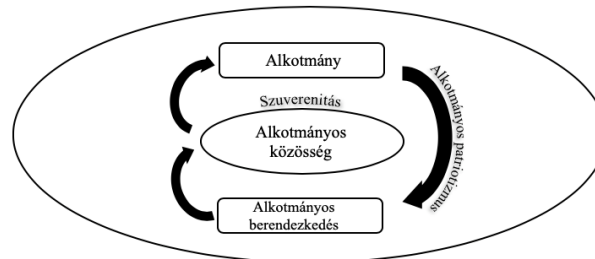 Alkotmány
Szuverenitás
Alkotmányos
közösség
Alkotmányos patriotizmus
Alkotmányos
berendezkedés